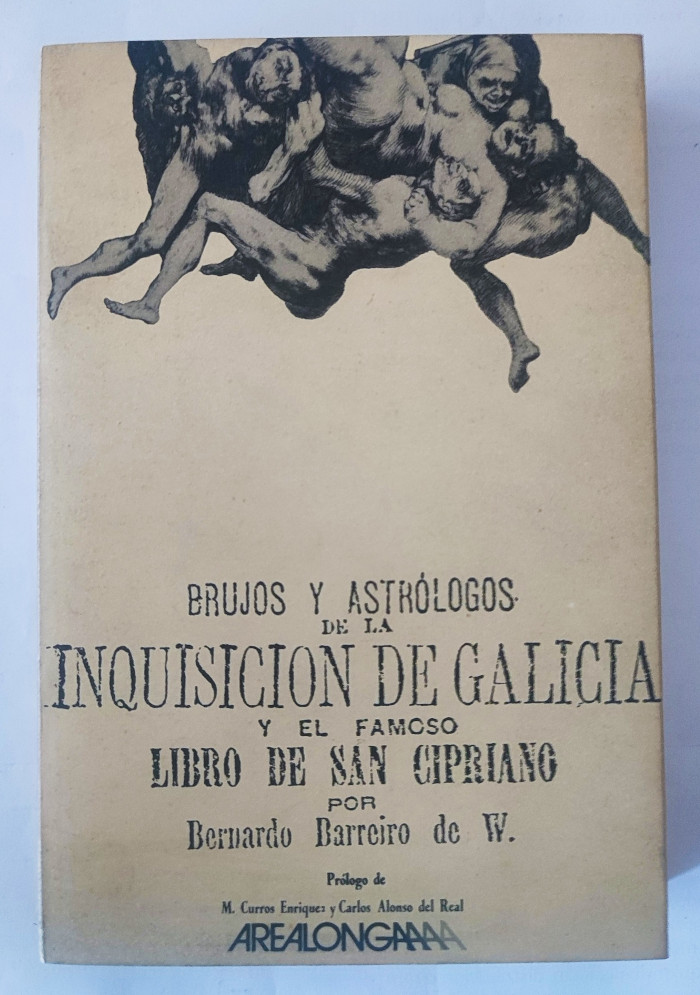 BRUJOS Y ASTRÓLOGOS
DE LA
INQUISICION DE GALICIA
Y EL FAMOSO
LIBRO DE SAN CIPRIANO
POR
Bernardo Barreiro de W.
Prólogo de
M. Curros Enriquez y Carlos Alonso del Real
AREALONGAAAA